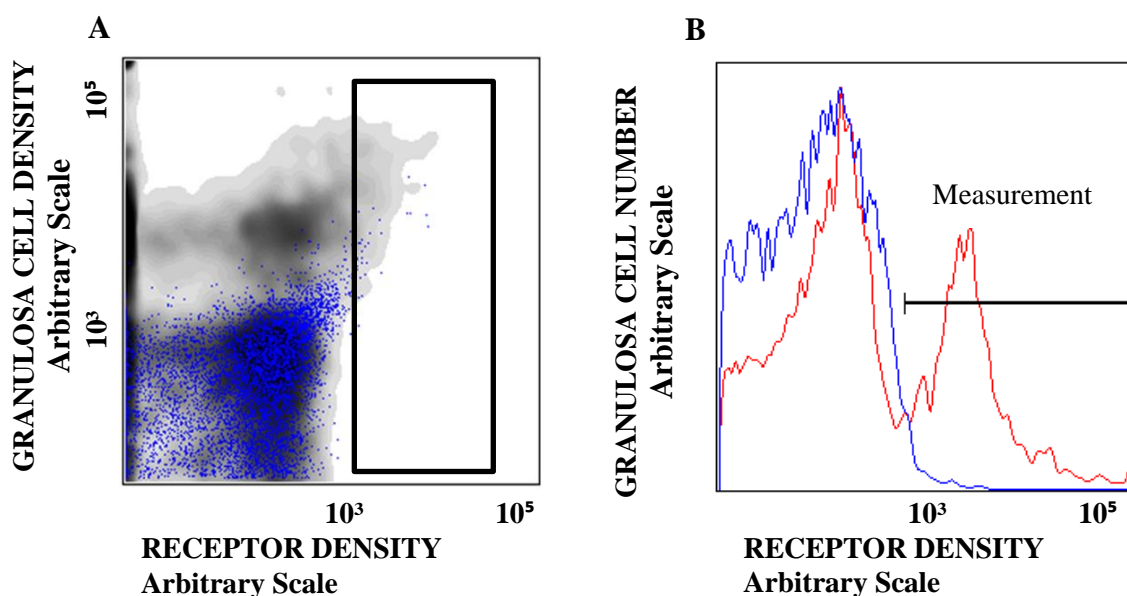 A
GRANULOSA CELL DENSITY
Arbitrary Scale
10⁵
10³
10³
10⁵
RECEPTOR DENSITY
Arbitrary Scale
B
GRANULOSA CELL NUMBER
Arbitrary Scale
Measurement
10³
10⁵
RECEPTOR DENSITY
Arbitrary Scale